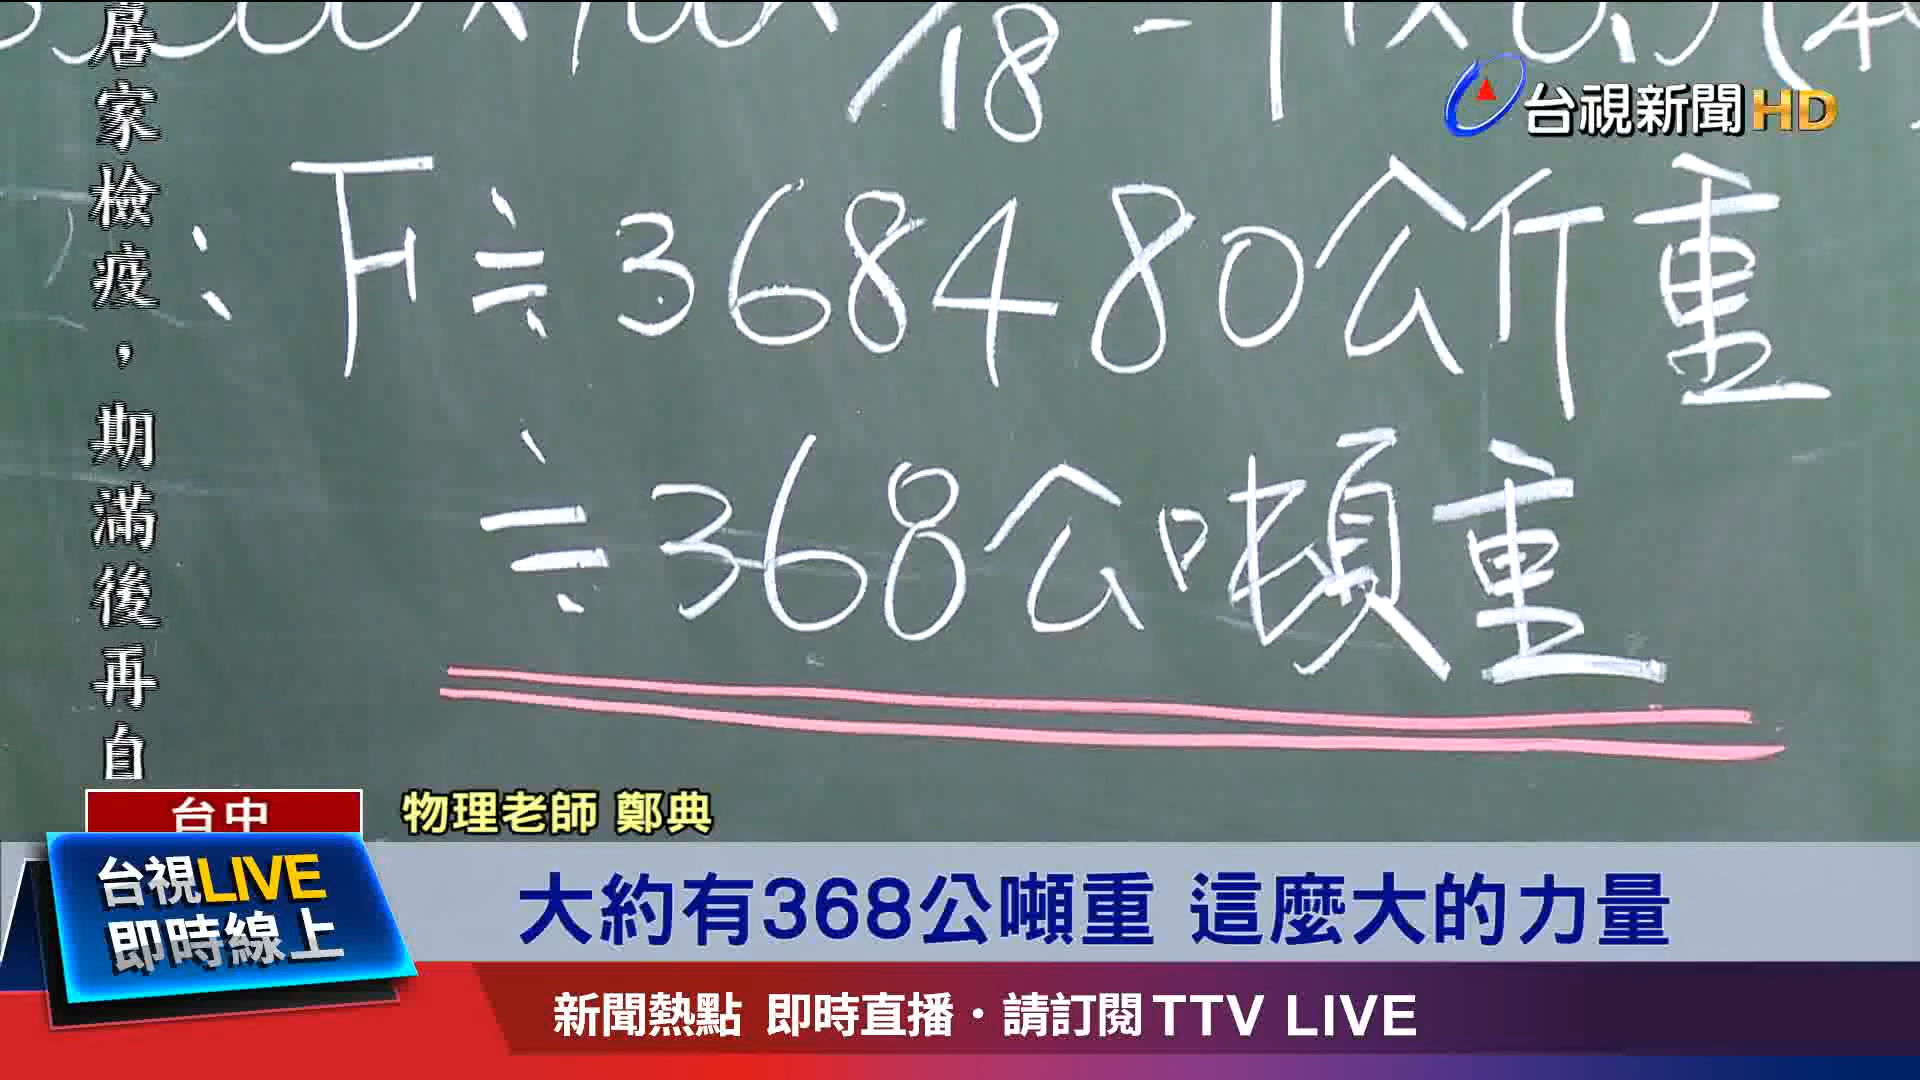 居家檢疫，期滿後再自
18
台視新聞HD
∴F≒368480公斤重
≒368公噸重
台中
物理老師 鄭典
台視LIVE
即時線上
大約有368公噸重 這麼大的力量
新聞熱點 即時直播·請訂閱TTV LIVE